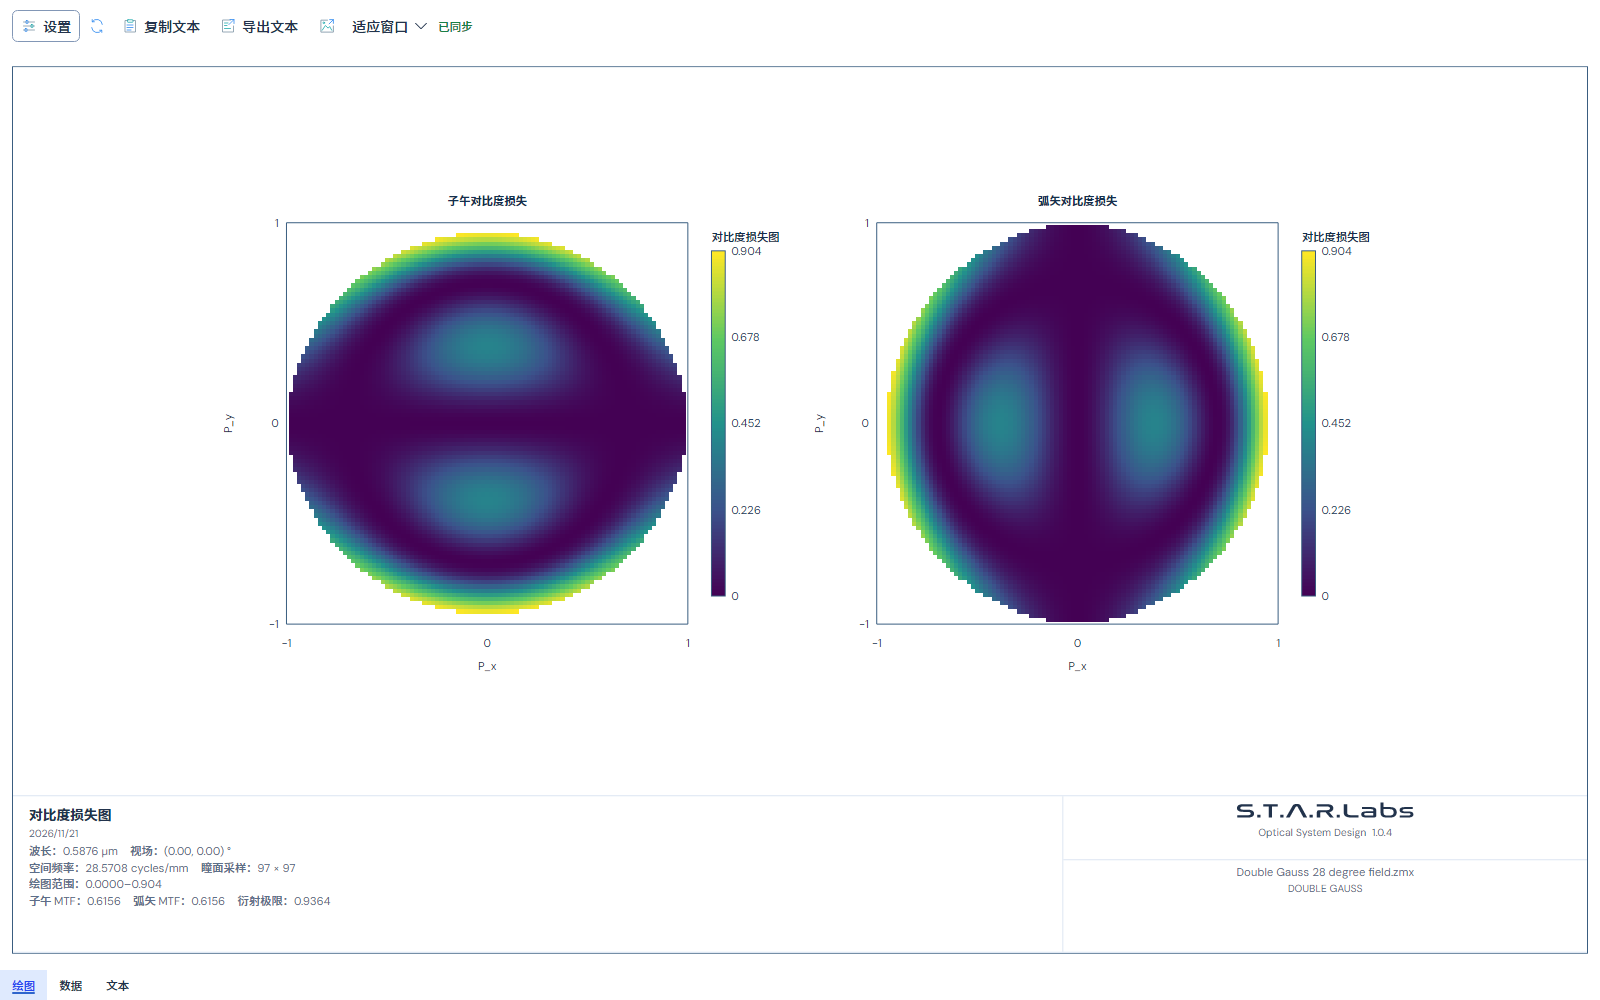 设置 复制文本 导出文本 适应窗口 已同步
子午对比度损失
弧矢对比度损失
对比度损失图
0.904
0.678
0.452
0.226
0
1
0
-1
-1 0 1
P_x
P_y
对比度损失图
0.904
0.678
0.452
0.226
0
1
0
-1
-1 0 1
P_x
P_y
对比度损失图
2026/11/21
波长: 0.5876 μm 视场: (0.00, 0.00) °
空间频率: 28.5708 cycles/mm 瞳面采样: 97 × 97
绘图范围: 0.0000–0.904
子午 MTF: 0.6156 弧矢 MTF: 0.6156 衍射极限: 0.9364
S.T.A.R.Labs
Optical System Design 1.0.4
Double Gauss 28 degree field.zmx
DOUBLE GAUSS
绘图 数据 文本